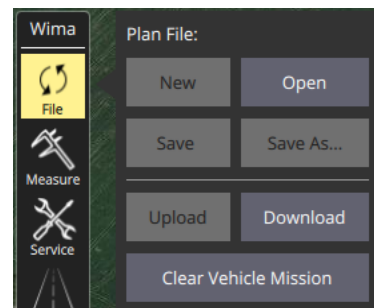 Wima
File
Measure
Service
Plan File:
New Open
Save Save As...
Upload Download
Clear Vehicle Mission